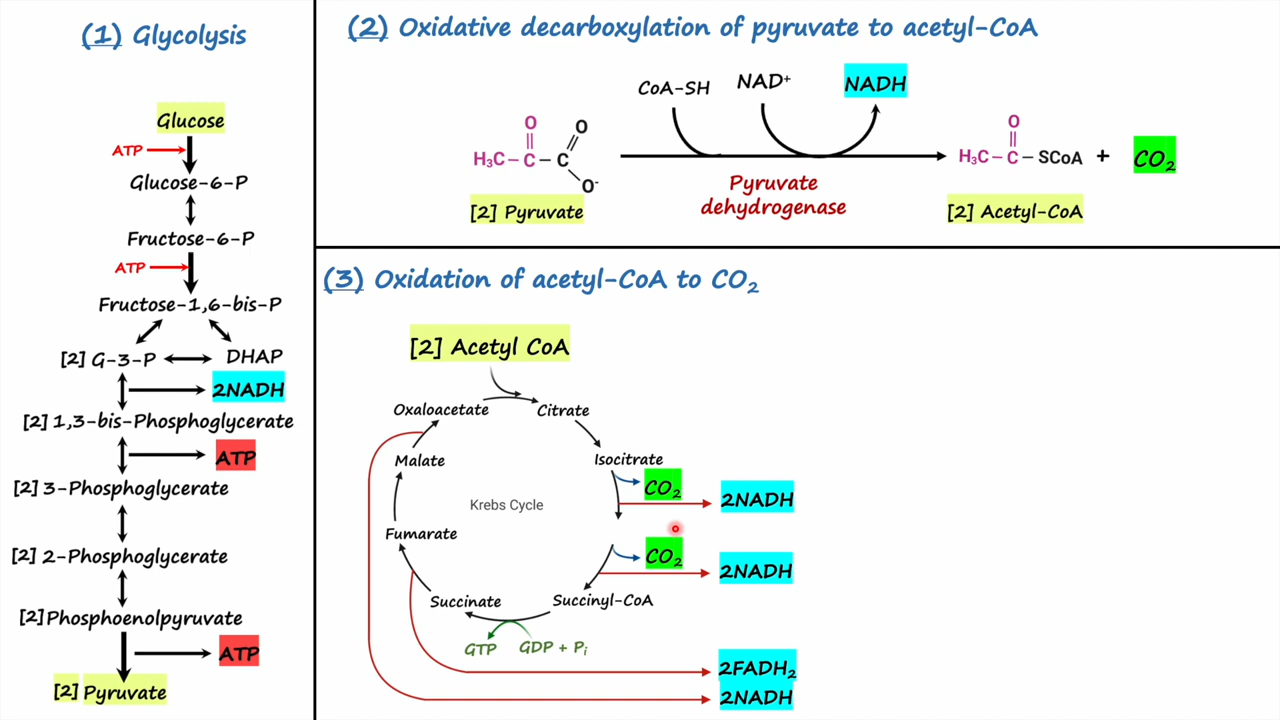 (1) Glycolysis
Glucose
ATP
Glucose-6-P
Fructose-6-P
ATP
Fructose-1,6-bis-P
[2] G-3-P
DHAP
2NADH
[2] 1,3-bis-Phosphoglycerate
ATP
[2] 3-Phosphoglycerate
[2] 2-Phosphoglycerate
[2] Phosphoenolpyruvate
ATP
[2] Pyruvate
(2) Oxidative decarboxylation of pyruvate to acetyl-CoA
CoA-SH
NAD⁺
NADH
O
O
H₃C-C-C
O⁻
[2] Pyruvate
Pyruvate
dehydrogenase
O
H₃C-C-SCoA + CO₂
[2] Acetyl-CoA
(3) Oxidation of acetyl-CoA to CO₂
[2] Acetyl CoA
Oxaloacetate
Citrate
Malate
Isocitrate
CO₂
2NADH
Krebs Cycle
Fumarate
CO₂
2NADH
Succinate
Succinyl-CoA
GTP
GDP + Pᵢ
2FADH₂
2NADH